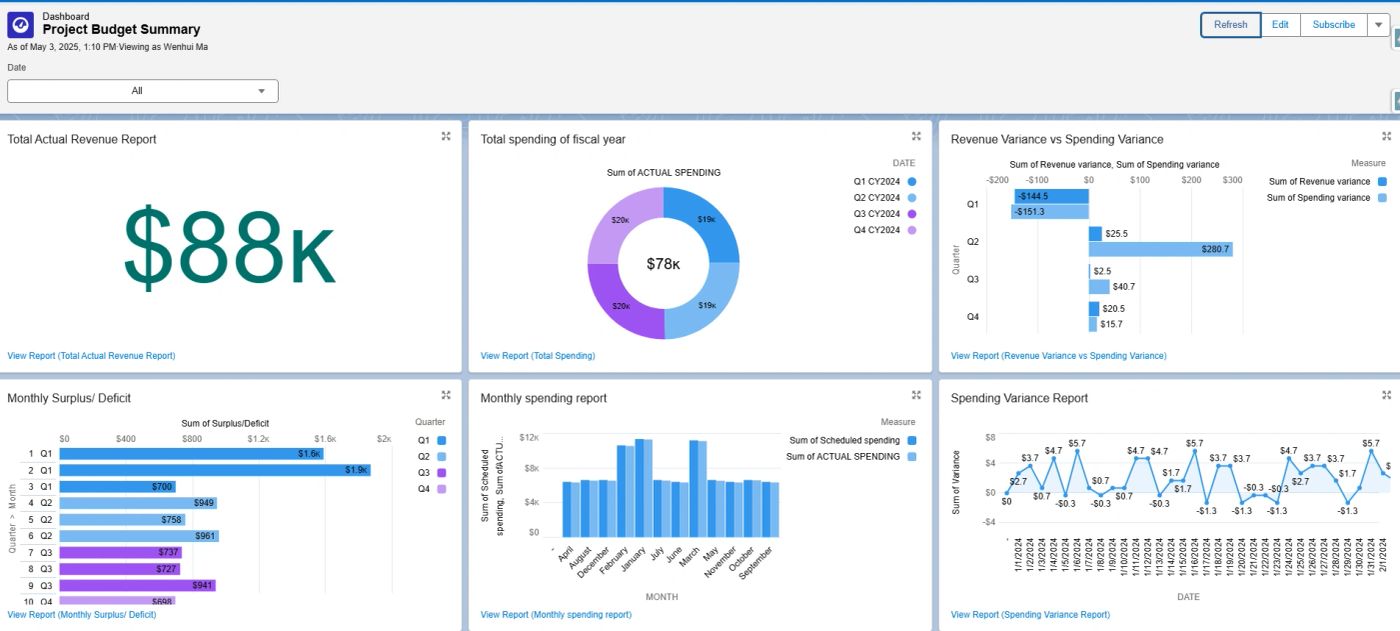 Dashboard
Project Budget Summary
As of May 3, 2025, 1:10 PM·Viewing as Wenhui Ma
Refresh
Edit
Subscribe
Date
All
Total Actual Revenue Report
$88K
View Report (Total Actual Revenue Report)
Total spending of fiscal year
Sum of ACTUAL SPENDING
DATE
Q1 CY2024
Q2 CY2024
Q3 CY2024
Q4 CY2024
$20K
$19K
$78K
$20K
$19K
View Report (Total Spending)
Revenue Variance vs Spending Variance
Sum of Revenue variance, Sum of Spending variance
Measure
Sum of Revenue variance
Sum of Spending variance
-$200 -$100 $0 $100 $200 $300
Quarter
Q1
-$144.5
-$151.3
Q2
$25.5
$280.7
Q3
$2.5
$40.7
Q4
$20.5
$15.7
View Report (Revenue Variance vs Spending Variance)
Monthly Surplus/ Deficit
Sum of Surplus/Deficit
Quarter
Q1
Q2
Q3
Q4
$0 $400 $800 $1.2K $1.6K $2K
Quarter > Month
1 Q1 $1.6K
2 Q1 $1.9K
3 Q1 $700
4 Q2 $949
5 Q2 $758
6 Q2 $961
7 Q3 $737
8 Q3 $727
9 Q3 $941
10 Q4 $698
View Report (Monthly Surplus/ Deficit)
Monthly spending report
Measure
Sum of Scheduled spending
Sum of ACTUAL SPENDING
Sum of Scheduled
spending, Sum of ACTU...
$12K
$8K
$4K
$0
-
April
August
December
February
January
July
June
March
May
November
October
September
MONTH
View Report (Monthly spending report)
Spending Variance Report
Sum of Variance
$8
$4
$0
-$4
$0 $2.7 $3.7 $0.7 $4.7 -$0.3 $5.7 $0.7 -$0.3 $0.7 $4.7 $4.7 -$0.3 $1.7 $1.7 $5.7 -$1.3 $3.7 $3.7 -$1.3 -$0.3 -$0.3 -$1.3 $4.7 $2.7 $3.7 $3.7 $1.7 -$1.3 $5.7 $
-
1/1/2024
1/2/2024
1/3/2024
1/4/2024
1/5/2024
1/6/2024
1/7/2024
1/8/2024
1/9/2024
1/10/2024
1/11/2024
1/12/2024
1/13/2024
1/14/2024
1/15/2024
1/16/2024
1/17/2024
1/18/2024
1/19/2024
1/20/2024
1/21/2024
1/22/2024
1/23/2024
1/24/2024
1/25/2024
1/26/2024
1/27/2024
1/28/2024
1/29/2024
1/30/2024
1/31/2024
2/1/2024
DATE
View Report (Spending Variance Report)